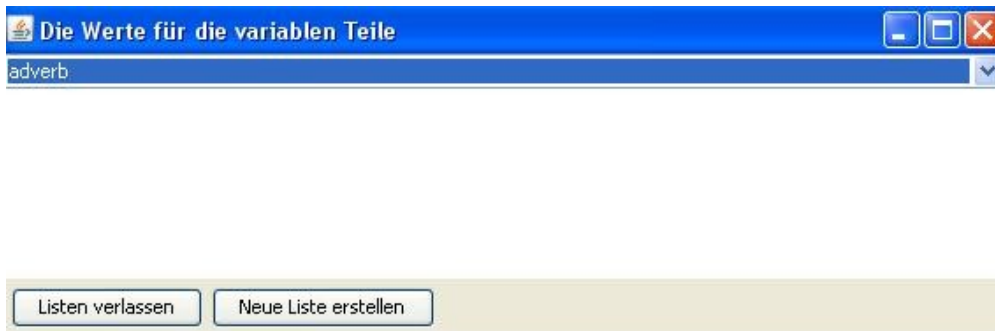 Die Werte für die variablen Teile
adverb
Listen verlassen Neue Liste erstellen